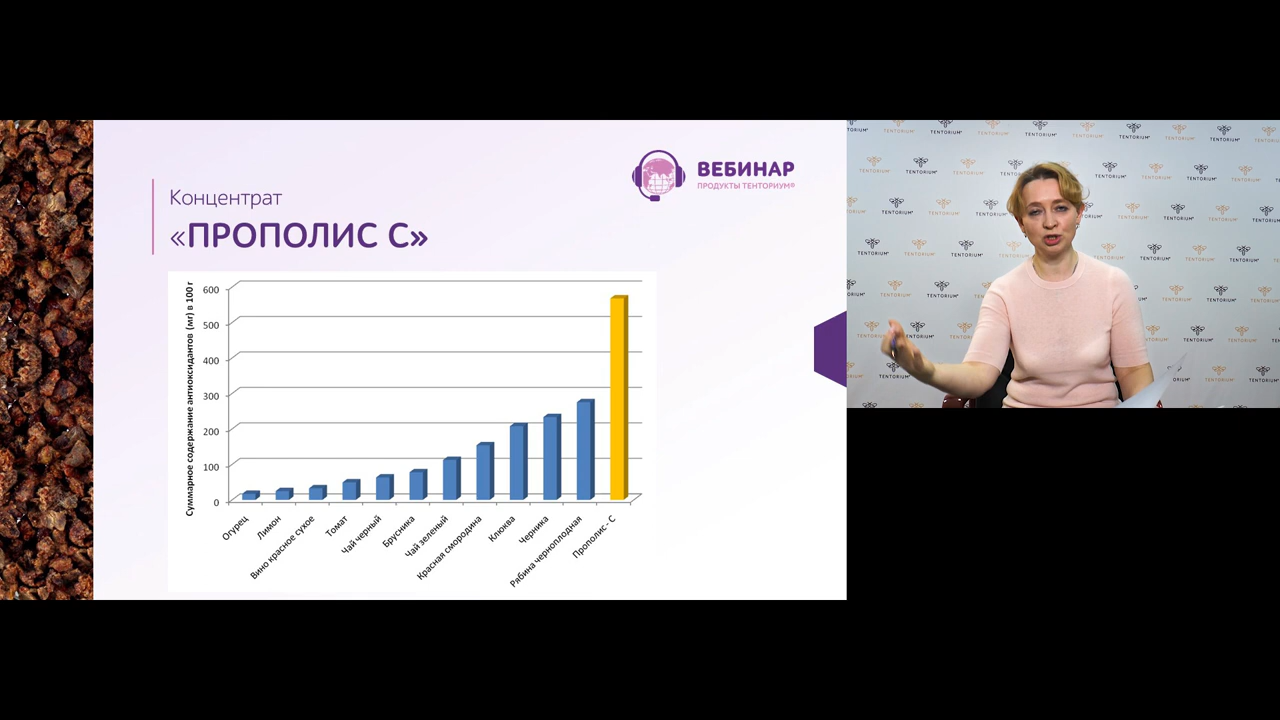 Концентрат
«ПРОПОЛИС С»
ВЕБИНАР
ПРОДУКТЫ ТЕНТОРИУМ®
Суммарное содержание антиоксидантов (мг) в 100 г
600
500
400
300
200
100
0
Огурец
Лимон
Вино красное сухое
Томат
Чай черный
Брусника
Чай зеленый
Красная смородина
Клюква
Черника
Рябина черноплодная
Прополис - С
TENTORIUM®